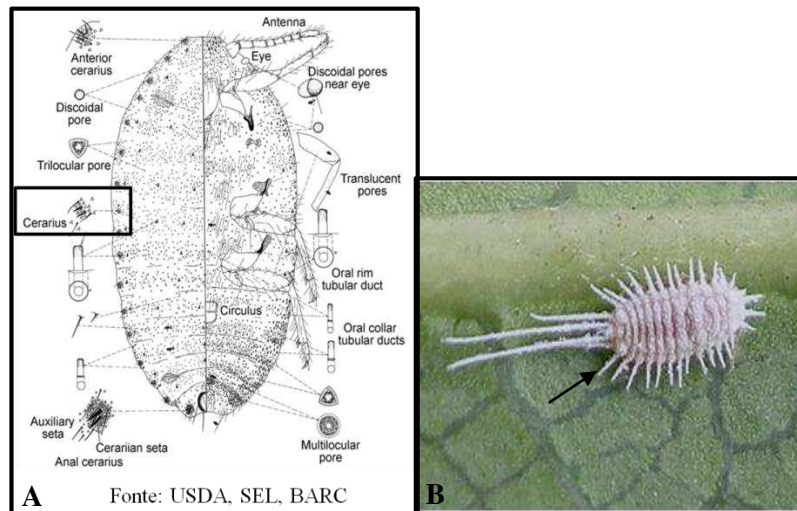 Antenna
Eye
Anterior
cerarius
Discoidal pores
near eye
Discoidal
pore
Trilocular pore
Translucent
pores
Cerarius
Oral rim
tubular duct
Circulus
Oral collar
tubular ducts
Auxiliary
seta
Cerariian seta
Anal cerarius
Multilocular
pore
A
Fonte: USDA, SEL, BARC
B